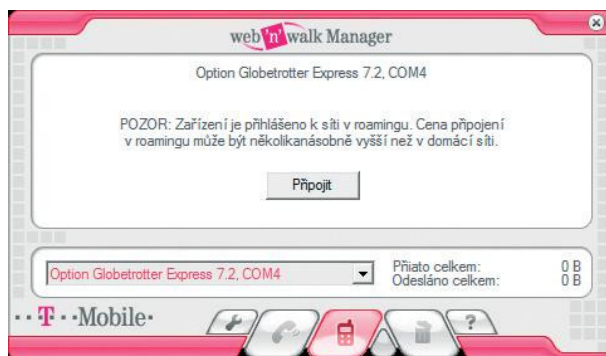 web'n'walk Manager
Option Globetrotter Express 7.2, COM4
POZOR: Zařízení je přihlášeno k síti v roamingu. Cena připojení
v roamingu může být několikanásobně vyšší než v domácí síti.
Připojit
Option Globetrotter Express 7.2, COM4
Přiato celkem: 0 B
Odesláno celkem: 0 B
··T··Mobile·
?